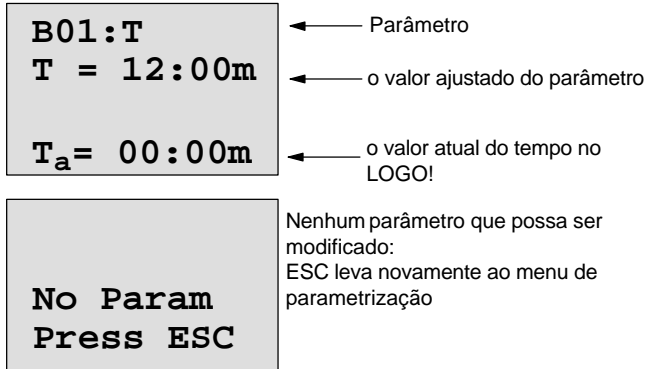 B01:T
Parâmetro
T = 12:00m
o valor ajustado do parâmetro
Ta= 00:00m
o valor atual do tempo no
LOGO!
Nenhum parâmetro que possa ser
modificado:
ESC leva novamente ao menu de
parametrização
No Param
Press ESC